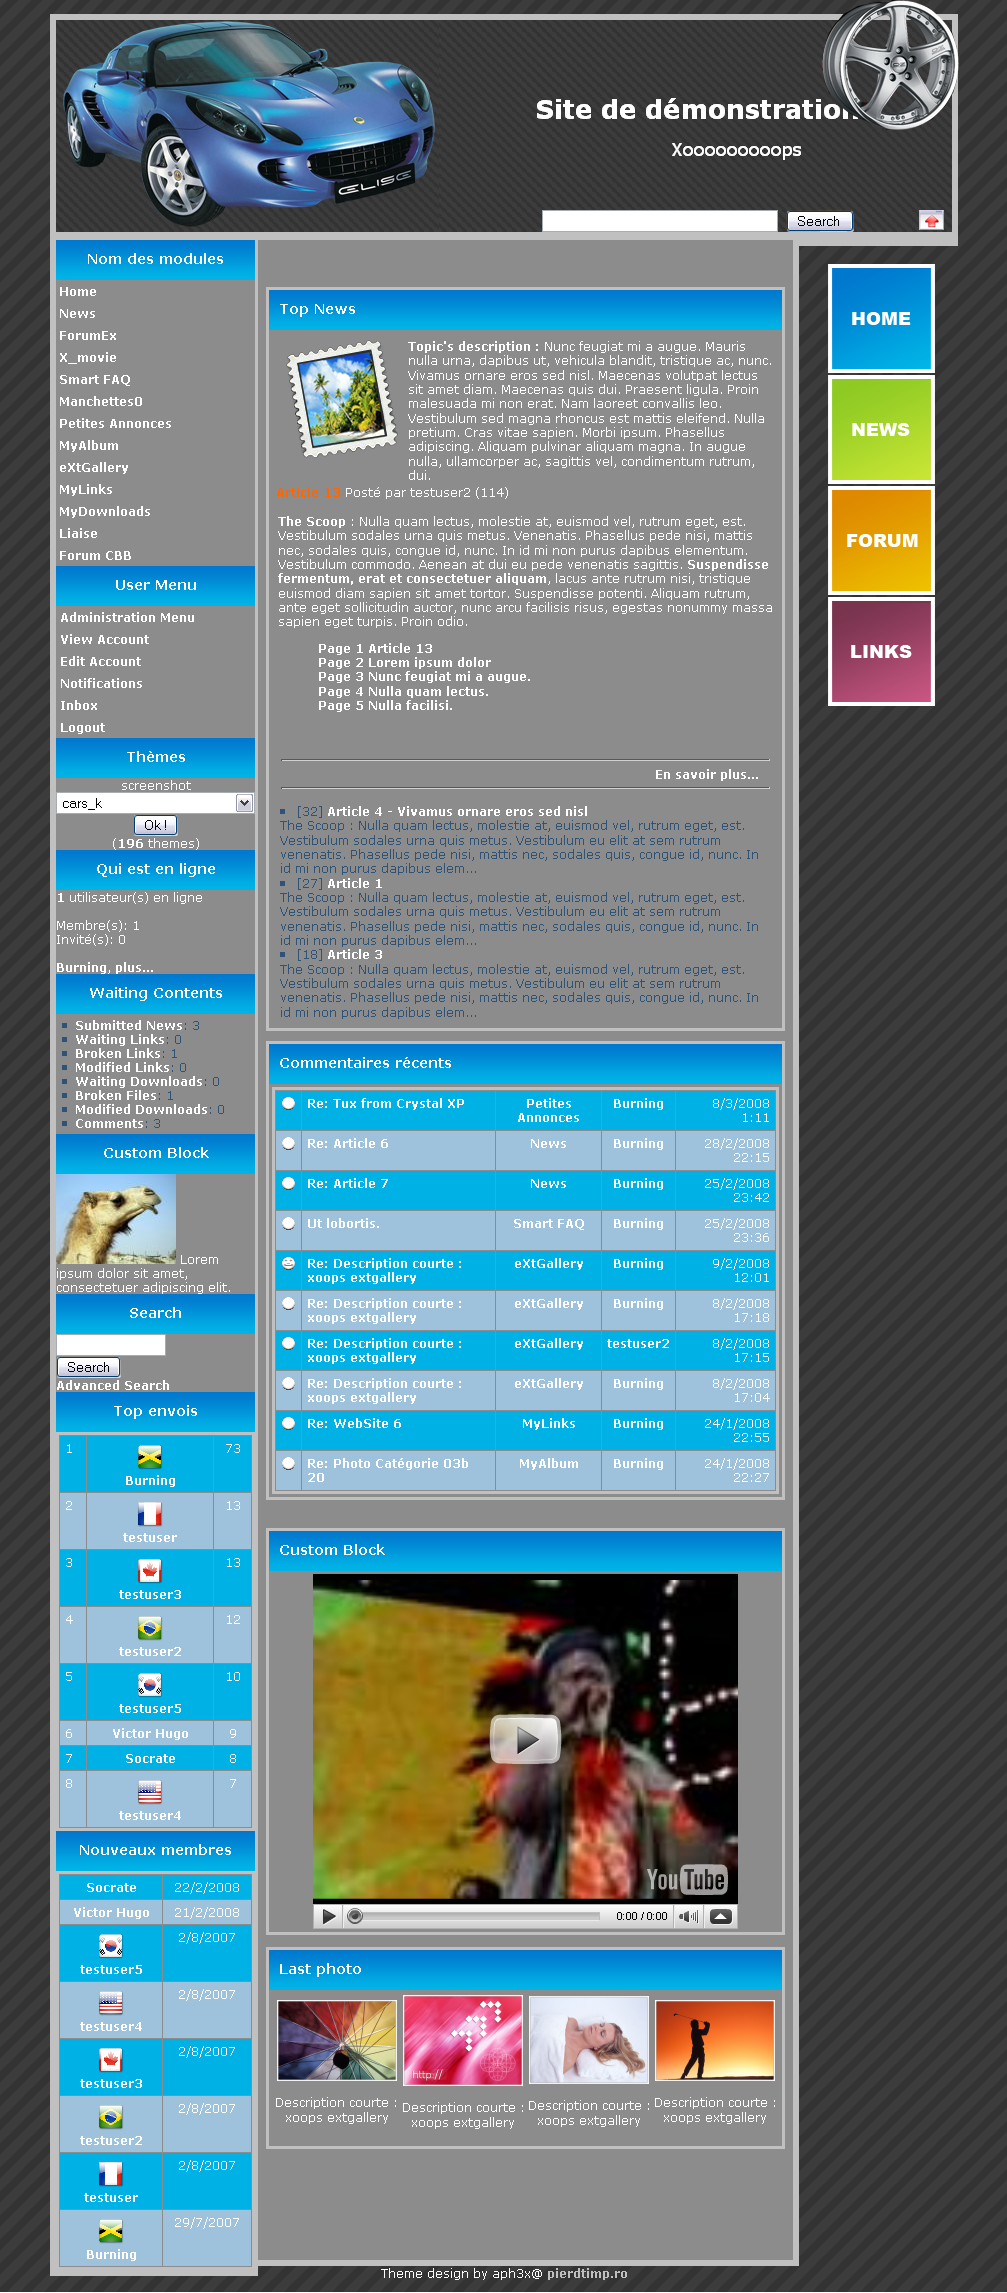 Site de démonstration
Xooooooooops
ELISE
Search
Nom des modules
Home
News
ForumEx
X_movie
Smart FAQ
Manchettes0
Petites Annonces
MyAlbum
eXtGallery
MyLinks
MyDownloads
Liaise
Forum CBB
User Menu
Administration Menu
View Account
Edit Account
Notifications
Inbox
Logout
Thèmes
screenshot
cars_k
Ok !
(196 themes)
Qui est en ligne
1 utilisateur(s) en ligne
Membre(s): 1
Invité(s): 0
Burning, plus...
Waiting Contents
Submitted News: 3
Waiting Links: 0
Broken Links: 1
Modified Links: 0
Waiting Downloads: 0
Broken Files: 1
Modified Downloads: 0
Comments: 3
Custom Block
Lorem
ipsum dolor sit amet,
consectetuer adipiscing elit.
Search
Search
Advanced Search
Top envois
1 Burning 73
2 testuser 13
3 testuser3 13
4 testuser2 12
5 testuser5 10
6 Victor Hugo 9
7 Socrate 8
8 testuser4 7
Nouveaux membres
Socrate 22/2/2008
Victor Hugo 21/2/2008
testuser5 2/8/2007
testuser4 2/8/2007
testuser3 2/8/2007
testuser2 2/8/2007
testuser 2/8/2007
Burning 29/7/2007
Top News
Topic's description : Nunc feugiat mi a augue. Mauris
nulla urna, dapibus ut, vehicula blandit, tristique ac, nunc.
Vivamus ornare eros sed nisl. Maecenas volutpat lectus
sit amet diam. Maecenas quis dui. Praesent ligula. Proin
malesuada mi non erat. Nam laoreet convallis leo.
Vestibulum sed magna rhoncus est mattis eleifend. Nulla
pretium. Cras vitae sapien. Morbi ipsum. Phasellus
adipiscing. Aliquam pulvinar aliquam magna. In augue
nulla, ullamcorper ac, sagittis vel, condimentum rutrum,
dui.
Article 13 Posté par testuser2 (114)
The Scoop : Nulla quam lectus, molestie at, euismod vel, rutrum eget, est.
Vestibulum sodales urna quis metus. Venenatis. Phasellus pede nisi, mattis
nec, sodales quis, congue id, nunc. In id mi non purus dapibus elementum.
Vestibulum commodo. Aenean at dui eu pede venenatis sagittis. Suspendisse
fermentum, erat et consectetuer aliquam, lacus ante rutrum nisi, tristique
euismod diam sapien sit amet tortor. Suspendisse potenti. Aliquam rutrum,
ante eget sollicitudin auctor, nunc arcu facilisis risus, egestas nonummy massa
sapien eget turpis. Proin odio.
Page 1 Article 13
Page 2 Lorem ipsum dolor
Page 3 Nunc feugiat mi a augue.
Page 4 Nulla quam lectus.
Page 5 Nulla facilisi.
En savoir plus...
[32] Article 4 - Vivamus ornare eros sed nisl
The Scoop : Nulla quam lectus, molestie at, euismod vel, rutrum eget, est.
Vestibulum sodales urna quis metus. Vestibulum eu elit at sem rutrum
venenatis. Phasellus pede nisi, mattis nec, sodales quis, congue id, nunc. In
id mi non purus dapibus elem...
[27] Article 1
The Scoop : Nulla quam lectus, molestie at, euismod vel, rutrum eget, est.
Vestibulum sodales urna quis metus. Vestibulum eu elit at sem rutrum
venenatis. Phasellus pede nisi, mattis nec, sodales quis, congue id, nunc. In
id mi non purus dapibus elem...
[18] Article 3
The Scoop : Nulla quam lectus, molestie at, euismod vel, rutrum eget, est.
Vestibulum sodales urna quis metus. Vestibulum eu elit at sem rutrum
venenatis. Phasellus pede nisi, mattis nec, sodales quis, congue id, nunc. In
id mi non purus dapibus elem...
Commentaires récents
Re: Tux from Crystal XP Petites Annonces Burning 8/3/2008 1:11
Re: Article 6 News Burning 28/2/2008 22:15
Re: Article 7 News Burning 25/2/2008 23:42
Ut lobortis. Smart FAQ Burning 25/2/2008 23:36
Re: Description courte : xoops extgallery eXtGallery Burning 9/2/2008 12:01
Re: Description courte : xoops extgallery eXtGallery Burning 8/2/2008 17:18
Re: Description courte : xoops extgallery eXtGallery testuser2 8/2/2008 17:15
Re: Description courte : xoops extgallery eXtGallery Burning 8/2/2008 17:04
Re: WebSite 6 MyLinks Burning 24/1/2008 22:55
Re: Photo Catégorie 03b 20 MyAlbum Burning 24/1/2008 22:27
Custom Block
YouTube
0:00 / 0:00
Last photo
http://
Description courte : xoops extgallery
Description courte : xoops extgallery
Description courte : xoops extgallery
Description courte : xoops extgallery
HOME
NEWS
FORUM
LINKS
Theme design by aph3x@ pierdtimp.ro